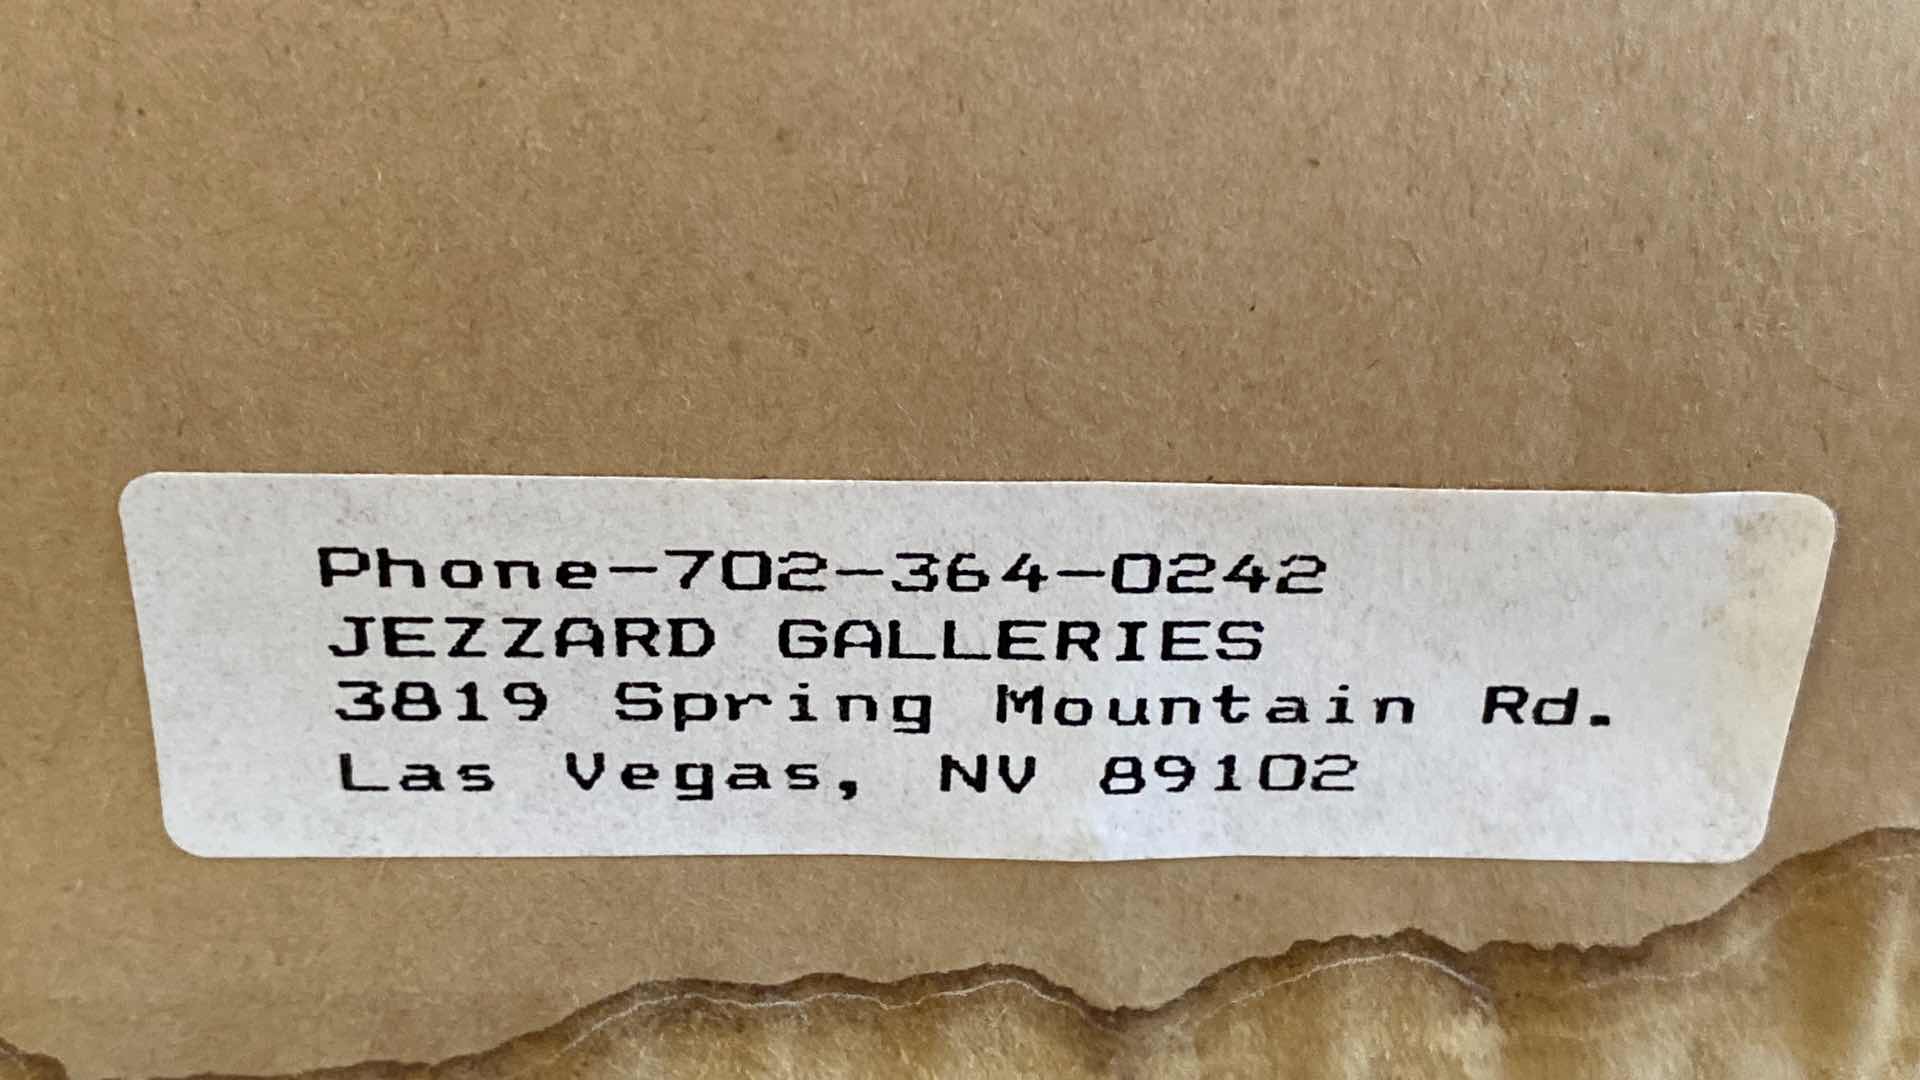 Phone-702-364-0242
JEZZARD GALLERIES
3819 Spring Mountain Rd.
Las Vegas, NV 89102